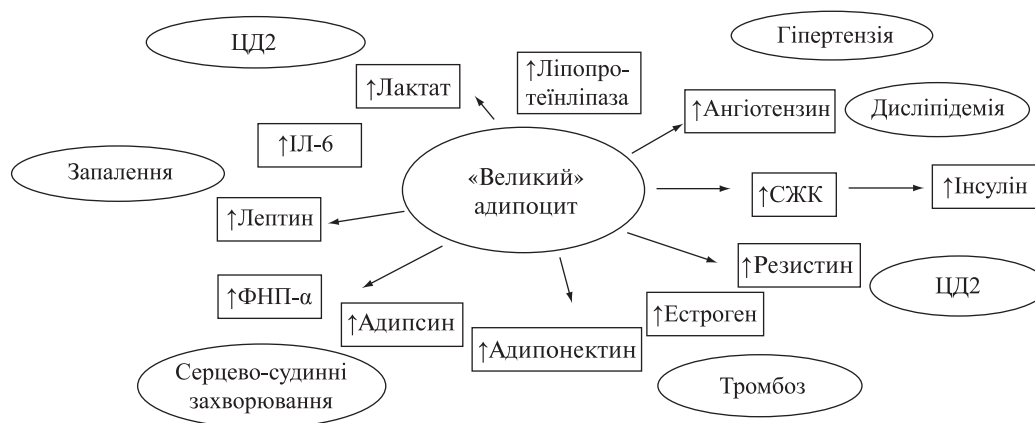 ЦД2
Гіпертензія
↑Ліпопро-
теїнліпаза
↑Лактат
↑Ангіотензин
Дисліпідемія
↑ІЛ-6
Запалення
«Великий»
адипоцит
↑СЖК
↑Інсулін
↑Лептин
↑Резистин
ЦД2
↑ФНП-α
↑Адипсин
↑Естроген
↑Адипонектин
Серцево-судинні
захворювання
Тромбоз